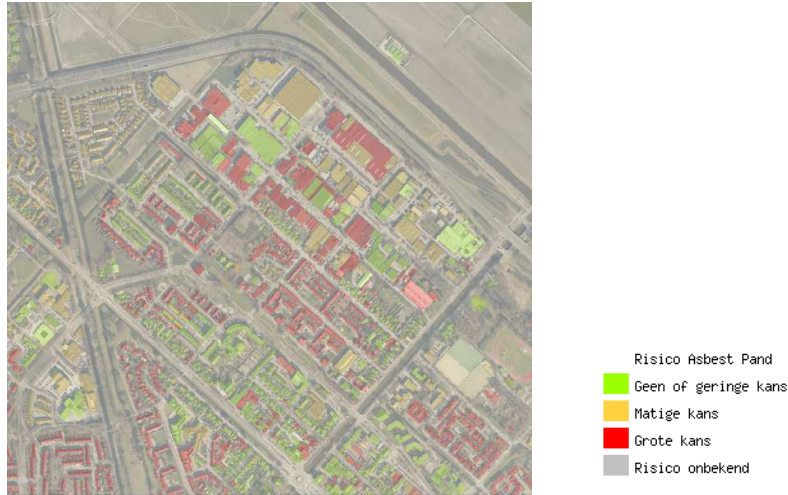 Risico Asbest Pand
Geen of geringe kans
Matige kans
Grote kans
Risico onbekend